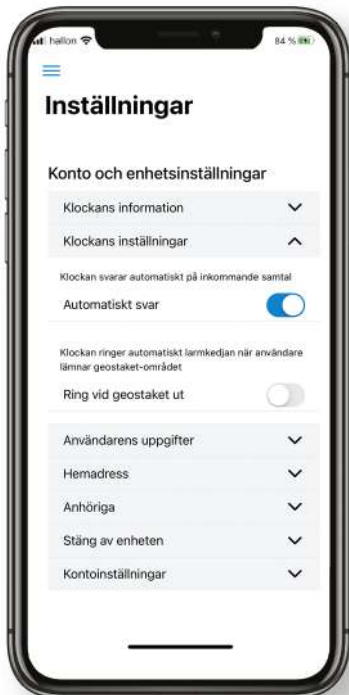 hallon
84 %
Inställningar
Konto och enhetsinställningar
Klockans information
Klockans inställningar
Klockan svarar automatiskt på inkommande samtal
Automatiskt svar
Klockan ringer automatiskt larmkedjan när användare
lämnar geostaket-området
Ring vid geostaket ut
Användarens uppgifter
Hemadress
Anhöriga
Stäng av enheten
Kontoinställningar